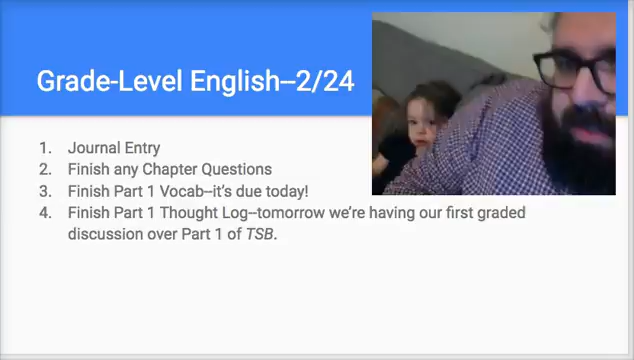 Grade-Level English--2/24
1. Journal Entry
2. Finish any Chapter Questions
3. Finish Part 1 Vocab--it's due today!
4. Finish Part 1 Thought Log--tomorrow we're having our first graded
discussion over Part 1 of TSB.